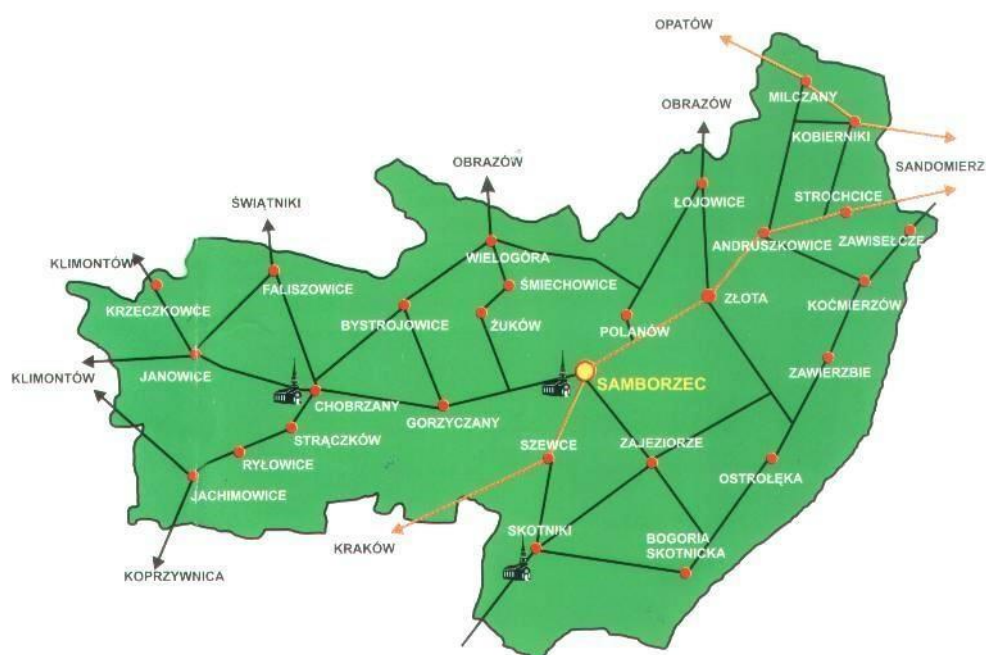 OPATÓW
MILCZANY
OBRAZÓW
KOBIERNIKI
OBRAZÓW
SANDOMIERZ
ŁOJOWICE
STROCHCICE
ŚWIĄTNIKI
ANDRUSZKOWICE
ZAWISEŁCZE
WIELOGÓRA
KLIMONTÓW
FALISZOWICE
ŚMIECHOWICE
KRZECZKOWČE
ZŁOTA
KOĆMIERZÓW
BYSTROJOWICE
ŻUKÓW
POLANÓW
JANOWICE
KLIMONTÓW
ZAWIERZBIE
SAMBORZEC
CHOBRZANY
GORZYCZANY
STRĄCZKÓW
SZEWCE
ZAJEZIORZE
RYŁOWICE
OSTROŁĘKA
JACHIMOWICE
SKOTNIKI
BOGORIA
SKOTNICKA
KRAKÓW
KOPRZYWNICA